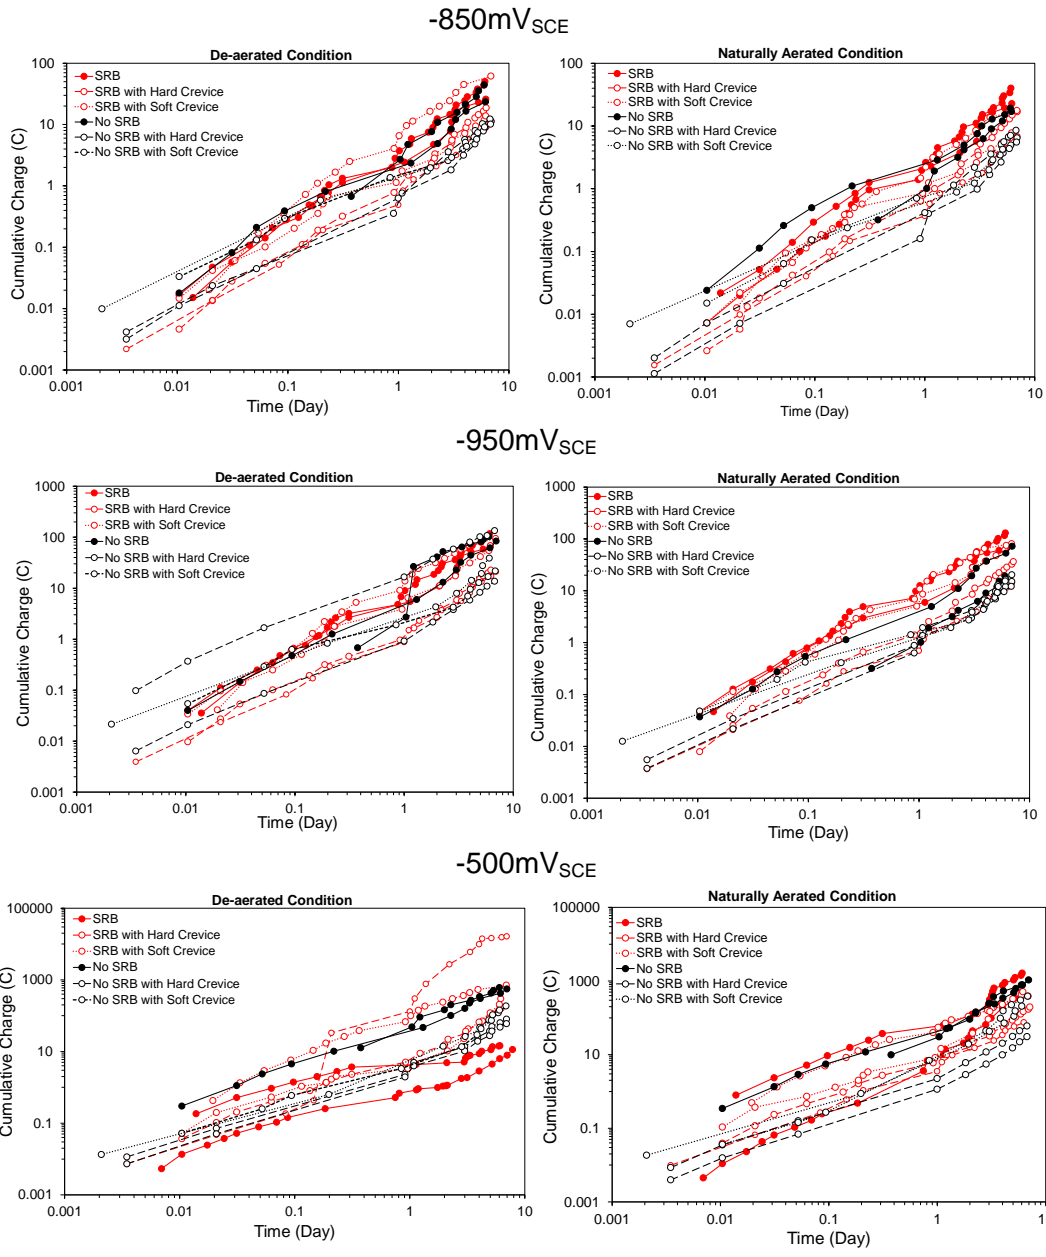 -850mVSCE
De-aerated Condition
Naturally Aerated Condition
100
10
1
0.1
0.01
0.001
Cumulative Charge (C)
SRB
SRB with Hard Crevice
SRB with Soft Crevice
No SRB
No SRB with Hard Crevice
No SRB with Soft Crevice
0.001 0.01 0.1 1 10
Time (Day)
1000
100
10
1
0.1
0.01
0.001
Cumulative Charge (C)
SRB
SRB with Hard Crevice
SRB with Soft Crevice
No SRB
No SRB with Hard Crevice
No SRB with Soft Crevice
0.001 0.01 0.1 1 10
Time (Day)
-950mVSCE
De-aerated Condition
Naturally Aerated Condition
1000
100
10
1
0.1
0.01
0.001
Cumulative Charge (C)
SRB
SRB with Hard Crevice
SRB with Soft Crevice
No SRB
No SRB with Hard Crevice
No SRB with Soft Crevice
0.001 0.01 0.1 1 10
Time (Day)
1000
100
10
1
0.1
0.01
0.001
Cumulative Charge (C)
SRB
SRB with Hard Crevice
SRB with Soft Crevice
No SRB
No SRB with Hard Crevice
No SRB with Soft Crevice
0.001 0.01 0.1 1 10
Time (Day)
-500mVSCE
De-aerated Condition
Naturally Aerated Condition
100000
1000
10
0.1
0.001
Cumulative Charge (C)
SRB
SRB with Hard Crevice
SRB with Soft Crevice
No SRB
No SRB with Hard Crevice
No SRB with Soft Crevice
0.001 0.01 0.1 1 10
Time (Day)
100000
1000
10
0.1
0.001
Cumulative Charge (C)
SRB
SRB with Hard Crevice
SRB with Soft Crevice
No SRB
No SRB with Hard Crevice
No SRB with Soft Crevice
0.001 0.01 0.1 1 1
Time (Day)